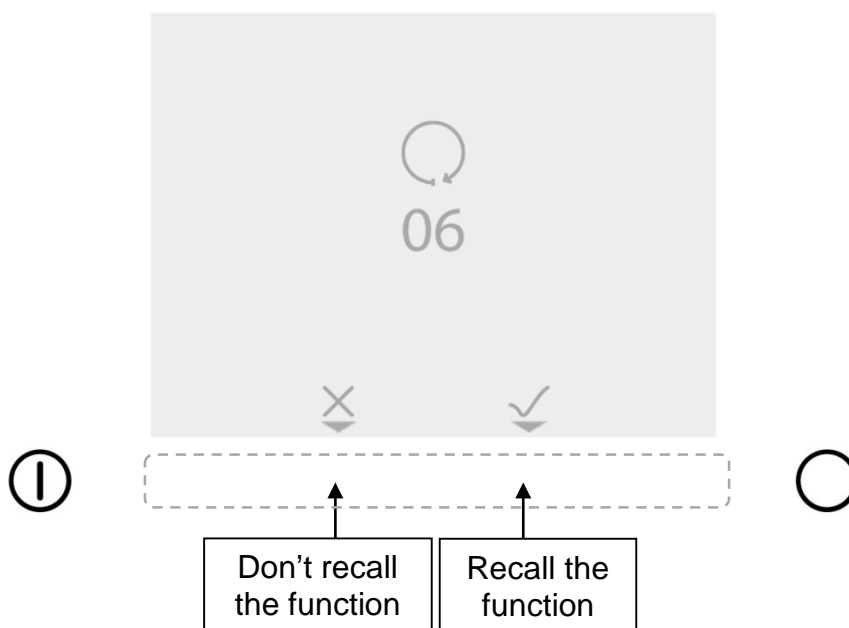 06
Don’t recall
the function
Recall the
function